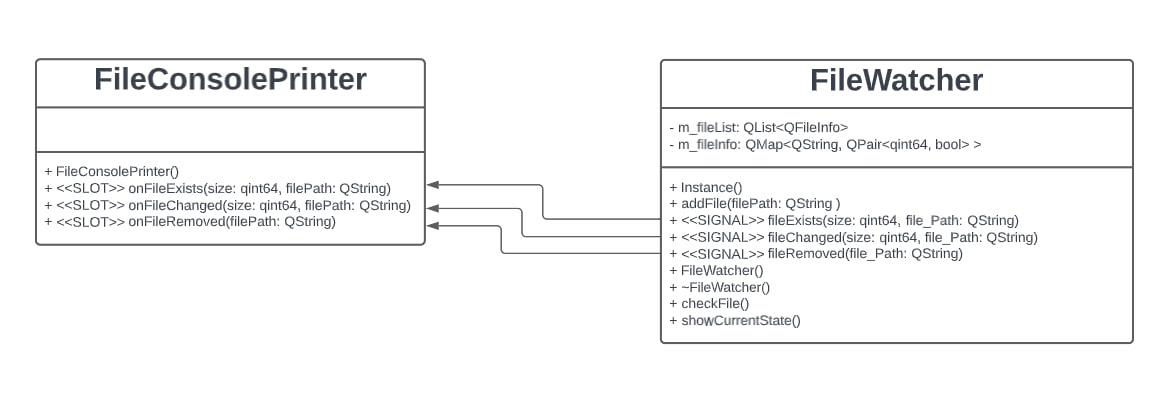 FileConsolePrinter
+ FileConsolePrinter()
+ <<SLOT>> onFileExists(size: qint64, filePath: QString)
+ <<SLOT>> onFileChanged(size: qint64, filePath: QString)
+ <<SLOT>> onFileRemoved(filePath: QString)
FileWatcher
- m_fileList: QList<QFileInfo>
- m_fileInfo: QMap<QString, QPair<qint64, bool> >
+ Instance()
+ addFile(filePath: QString )
+ <<SIGNAL>> fileExists(size: qint64, file_Path: QString)
+ <<SIGNAL>> fileChanged(size: qint64, file_Path: QString)
+ <<SIGNAL>> fileRemoved(file_Path: QString)
+ FileWatcher()
+ ~FileWatcher()
+ checkFile()
+ showCurrentState()